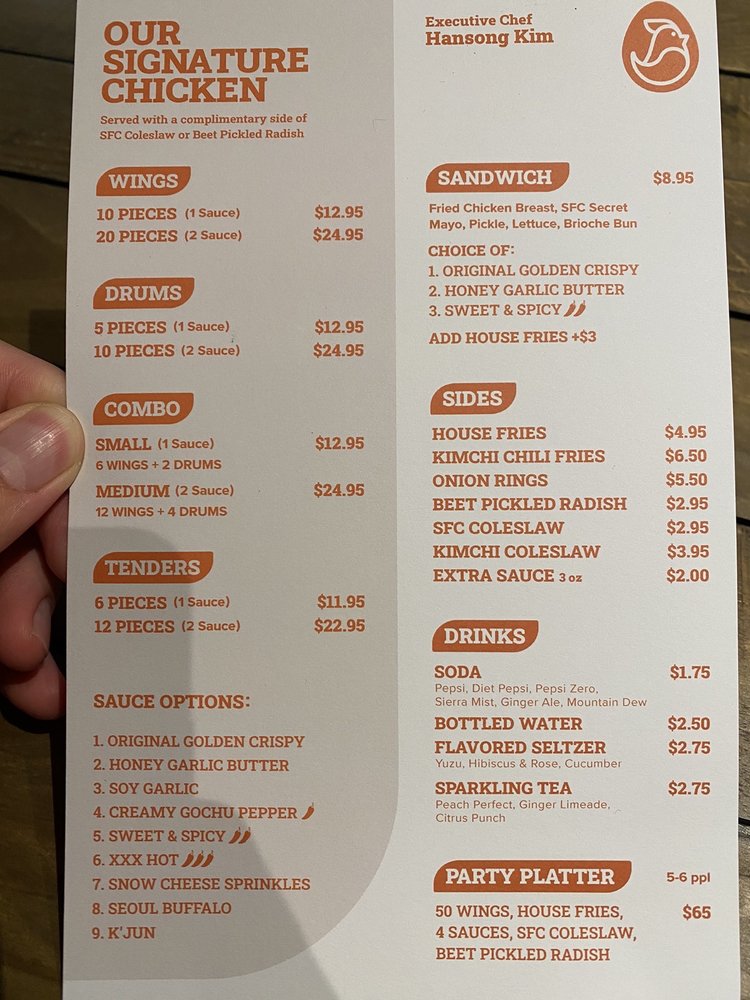 OUR
SIGNATURE
CHICKEN
Served with a complimentary side of
SFC Coleslaw or Beet Pickled Radish
WINGS
10 PIECES (1 Sauce) $12.95
20 PIECES (2 Sauce) $24.95
DRUMS
5 PIECES (1 Sauce) $12.95
10 PIECES (2 Sauce) $24.95
COMBO
SMALL (1 Sauce) $12.95
6 WINGS + 2 DRUMS
MEDIUM (2 Sauce) $24.95
12 WINGS + 4 DRUMS
TENDERS
6 PIECES (1 Sauce) $11.95
12 PIECES (2 Sauce) $22.95
SAUCE OPTIONS:
1. ORIGINAL GOLDEN CRISPY
2. HONEY GARLIC BUTTER
3. SOY GARLIC
4. CREAMY GOCHU PEPPER
5. SWEET & SPICY
6. XXX HOT
7. SNOW CHEESE SPRINKLES
8. SEOUL BUFFALO
9. K'JUN
Executive Chef
Hansong Kim
SANDWICH $8.95
Fried Chicken Breast, SFC Secret
Mayo, Pickle, Lettuce, Brioche Bun
CHOICE OF:
1. ORIGINAL GOLDEN CRISPY
2. HONEY GARLIC BUTTER
3. SWEET & SPICY
ADD HOUSE FRIES +$3
SIDES
HOUSE FRIES $4.95
KIMCHI CHILI FRIES $6.50
ONION RINGS $5.50
BEET PICKLED RADISH $2.95
SFC COLESLAW $2.95
KIMCHI COLESLAW $3.95
EXTRA SAUCE 3 oz $2.00
DRINKS
SODA $1.75
Pepsi, Diet Pepsi, Pepsi Zero,
Sierra Mist, Ginger Ale, Mountain Dew
BOTTLED WATER $2.50
FLAVORED SELTZER $2.75
Yuzu, Hibiscus & Rose, Cucumber
SPARKLING TEA $2.75
Peach Perfect, Ginger Limeade,
Citrus Punch
PARTY PLATTER 5-6 ppl
50 WINGS, HOUSE FRIES, $65
4 SAUCES, SFC COLESLAW,
BEET PICKLED RADISH